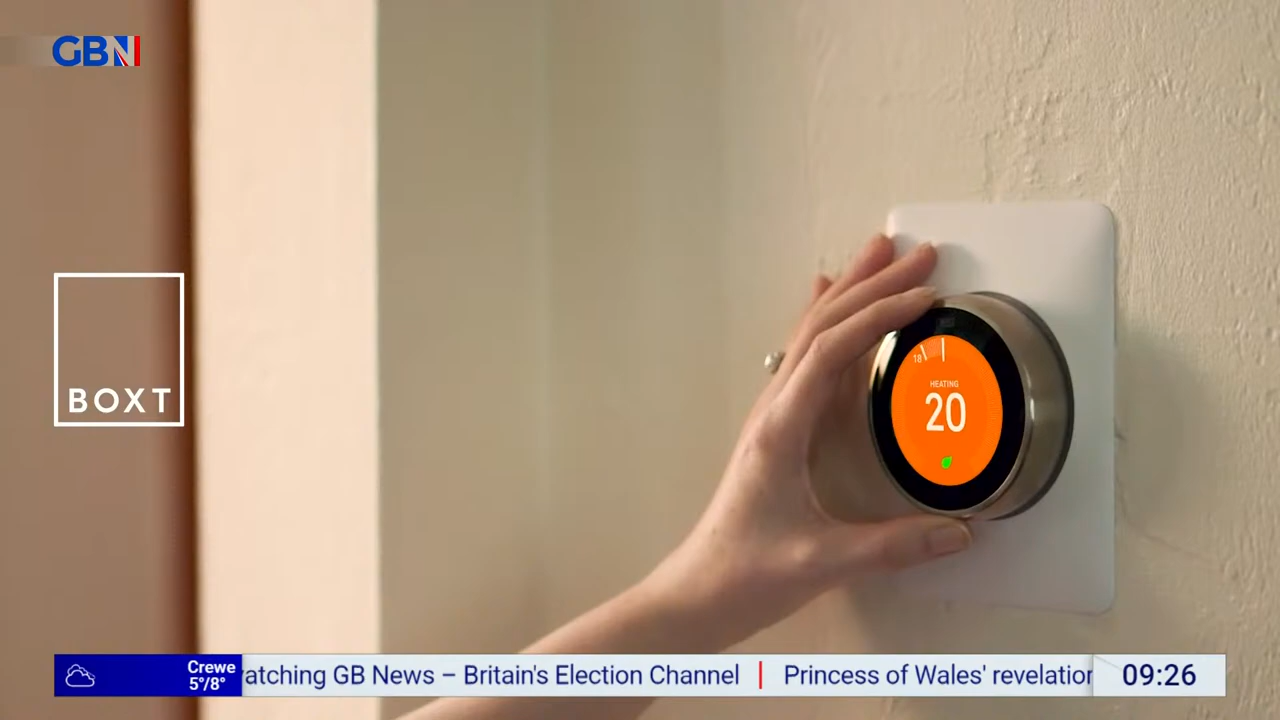 GBN
BOXT
18
HEATING
20
Crewe
5°/8°
atching GB News – Britain's Election Channel | Princess of Wales' revelation
09:26